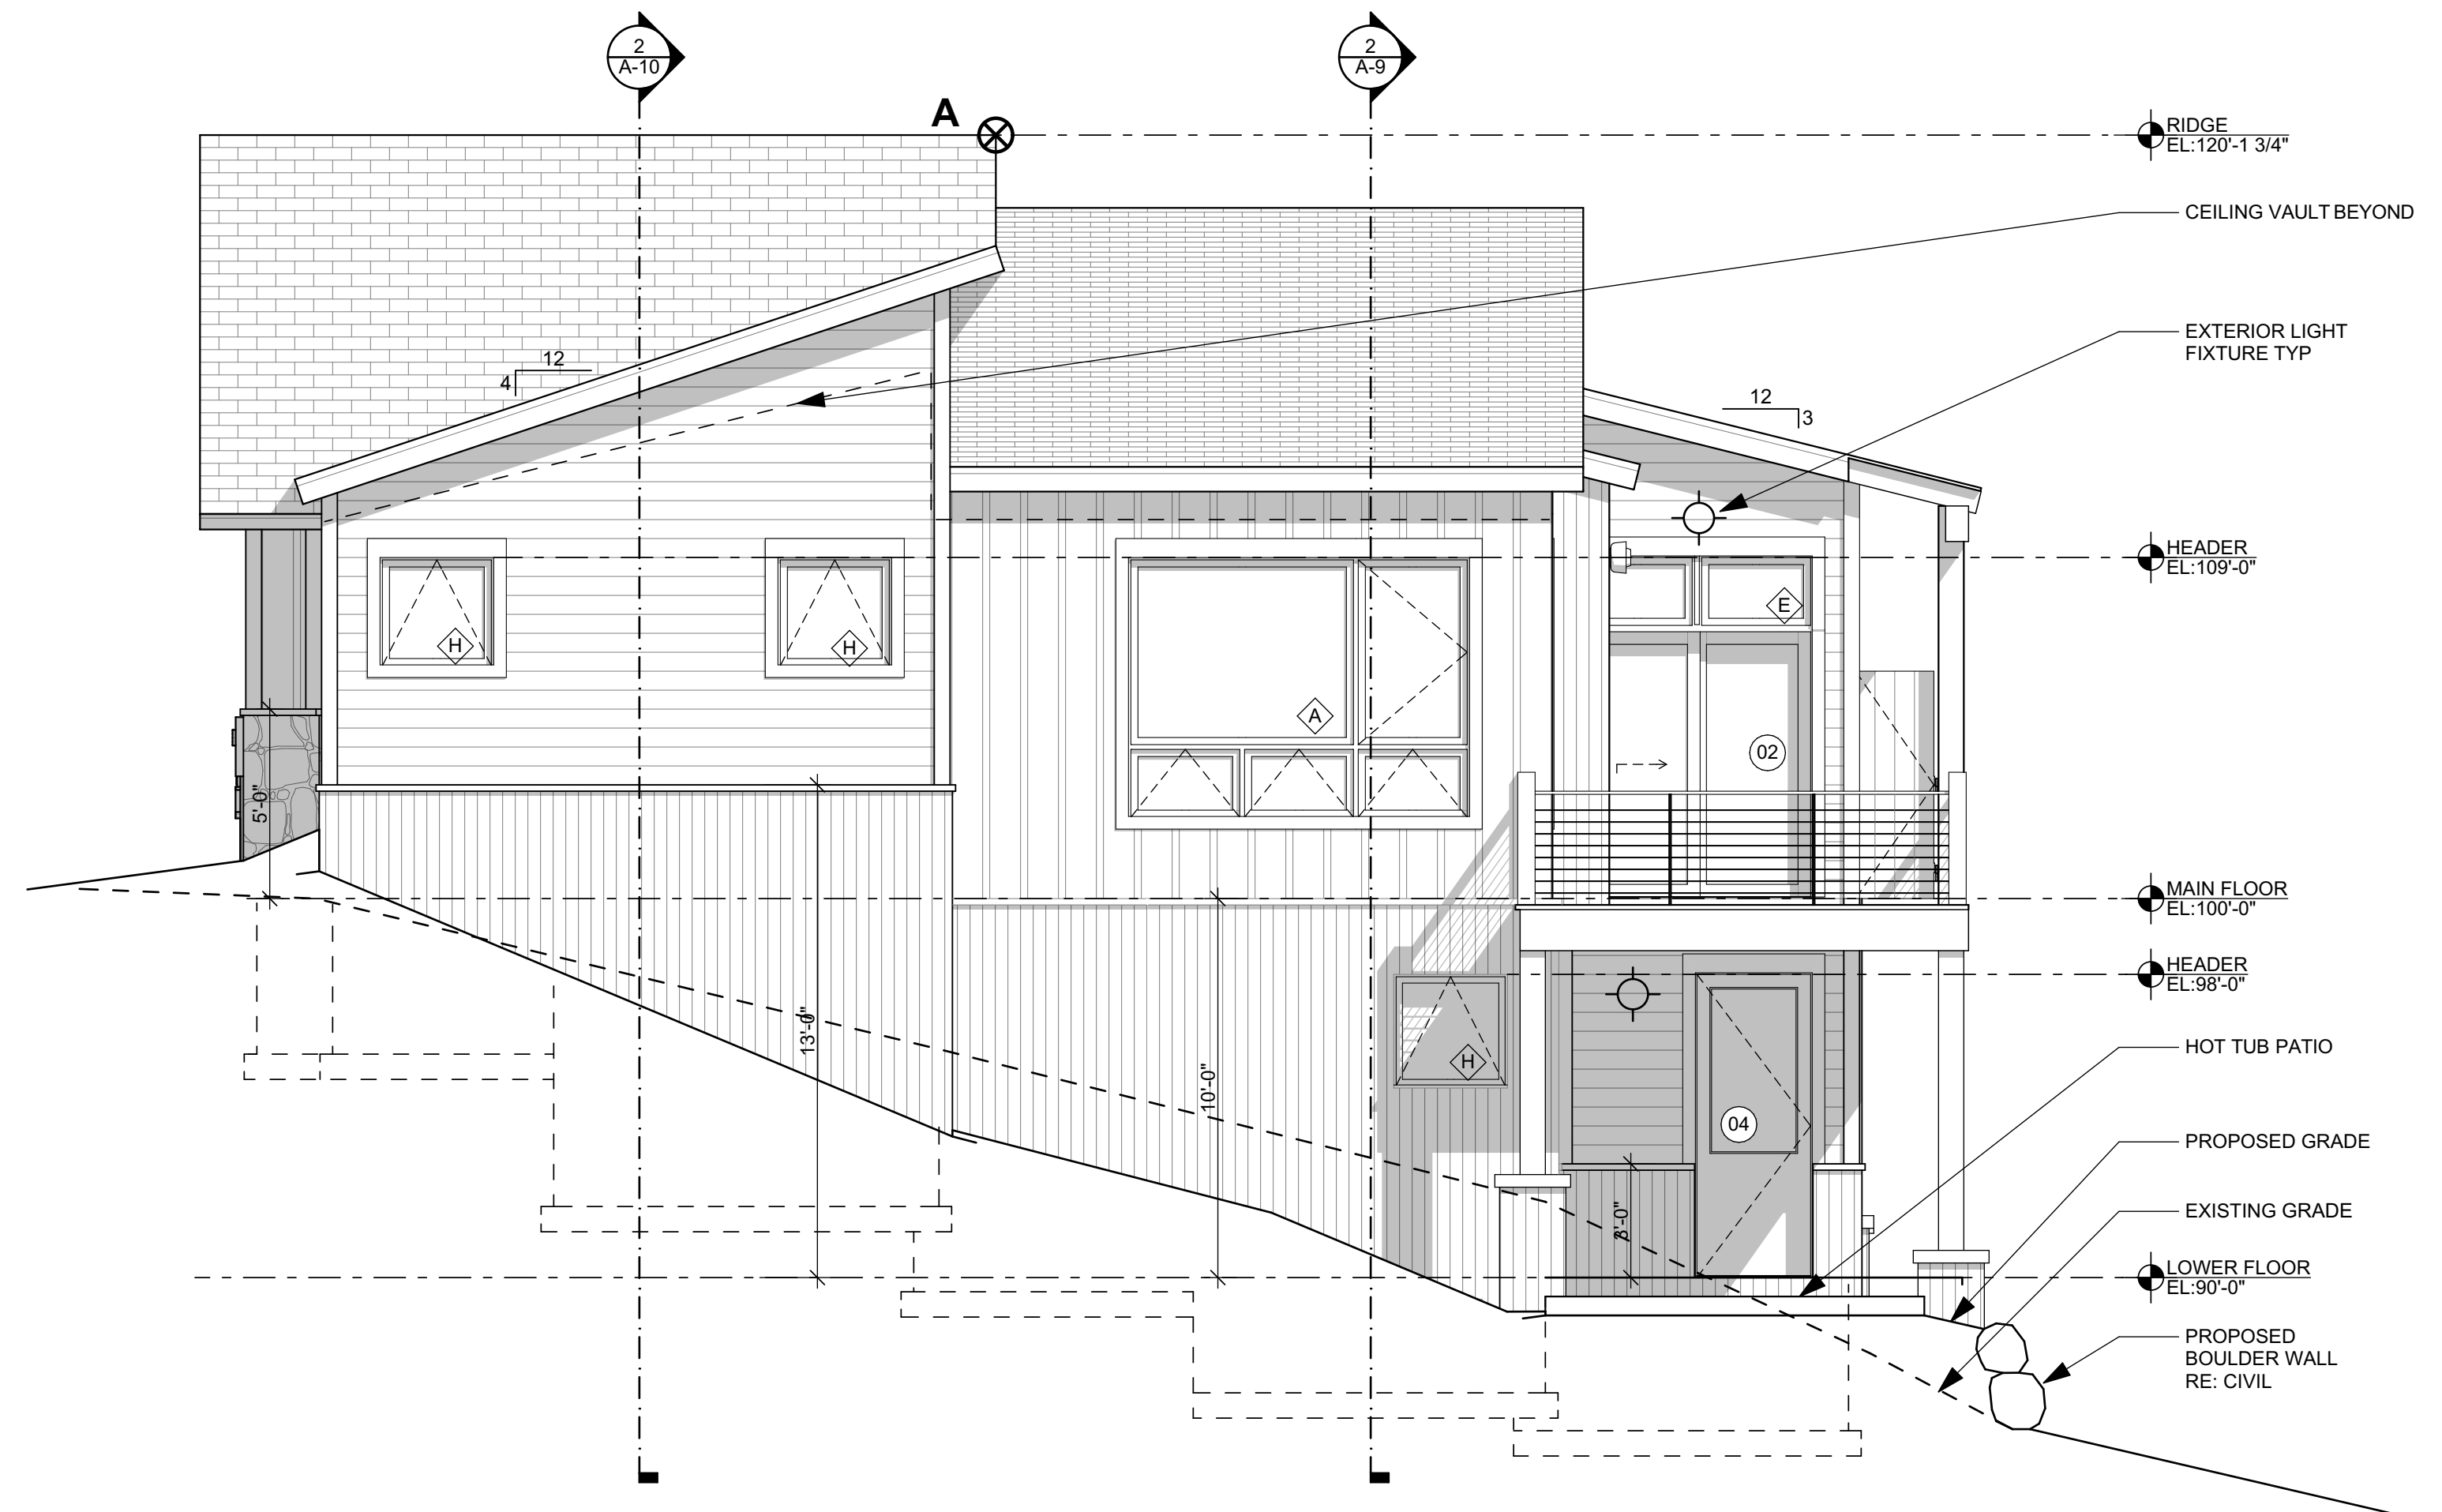 2
A-10
2
A-9
A
RIDGE
EL:120'-1 3/4"
CEILING VAULT BEYOND
EXTERIOR LIGHT
FIXTURE TYP
12
4
12
3
HEADER
EL:109'-0"
E
H
H
A
02
5'-0"
MAIN FLOOR
EL:100'-0"
HEADER
EL:98'-0"
13'-0"
HOT TUB PATIO
H
10'-0"
04
PROPOSED GRADE
EXISTING GRADE
3'-0"
LOWER FLOOR
EL:90'-0"
PROPOSED
BOULDER WALL
RE: CIVIL